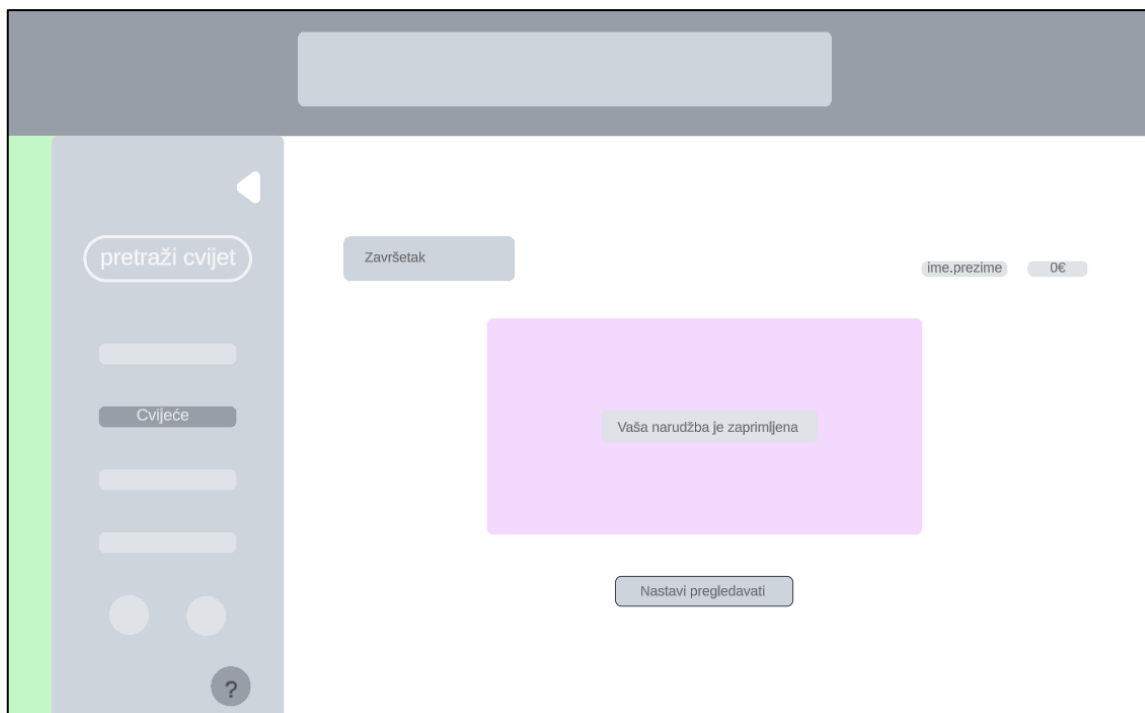 pretraži cvijet
Cvijeće
?
Završetak
ime.prezime
0€
Vaša narudžba je zaprimljena
Nastavi pregledavati